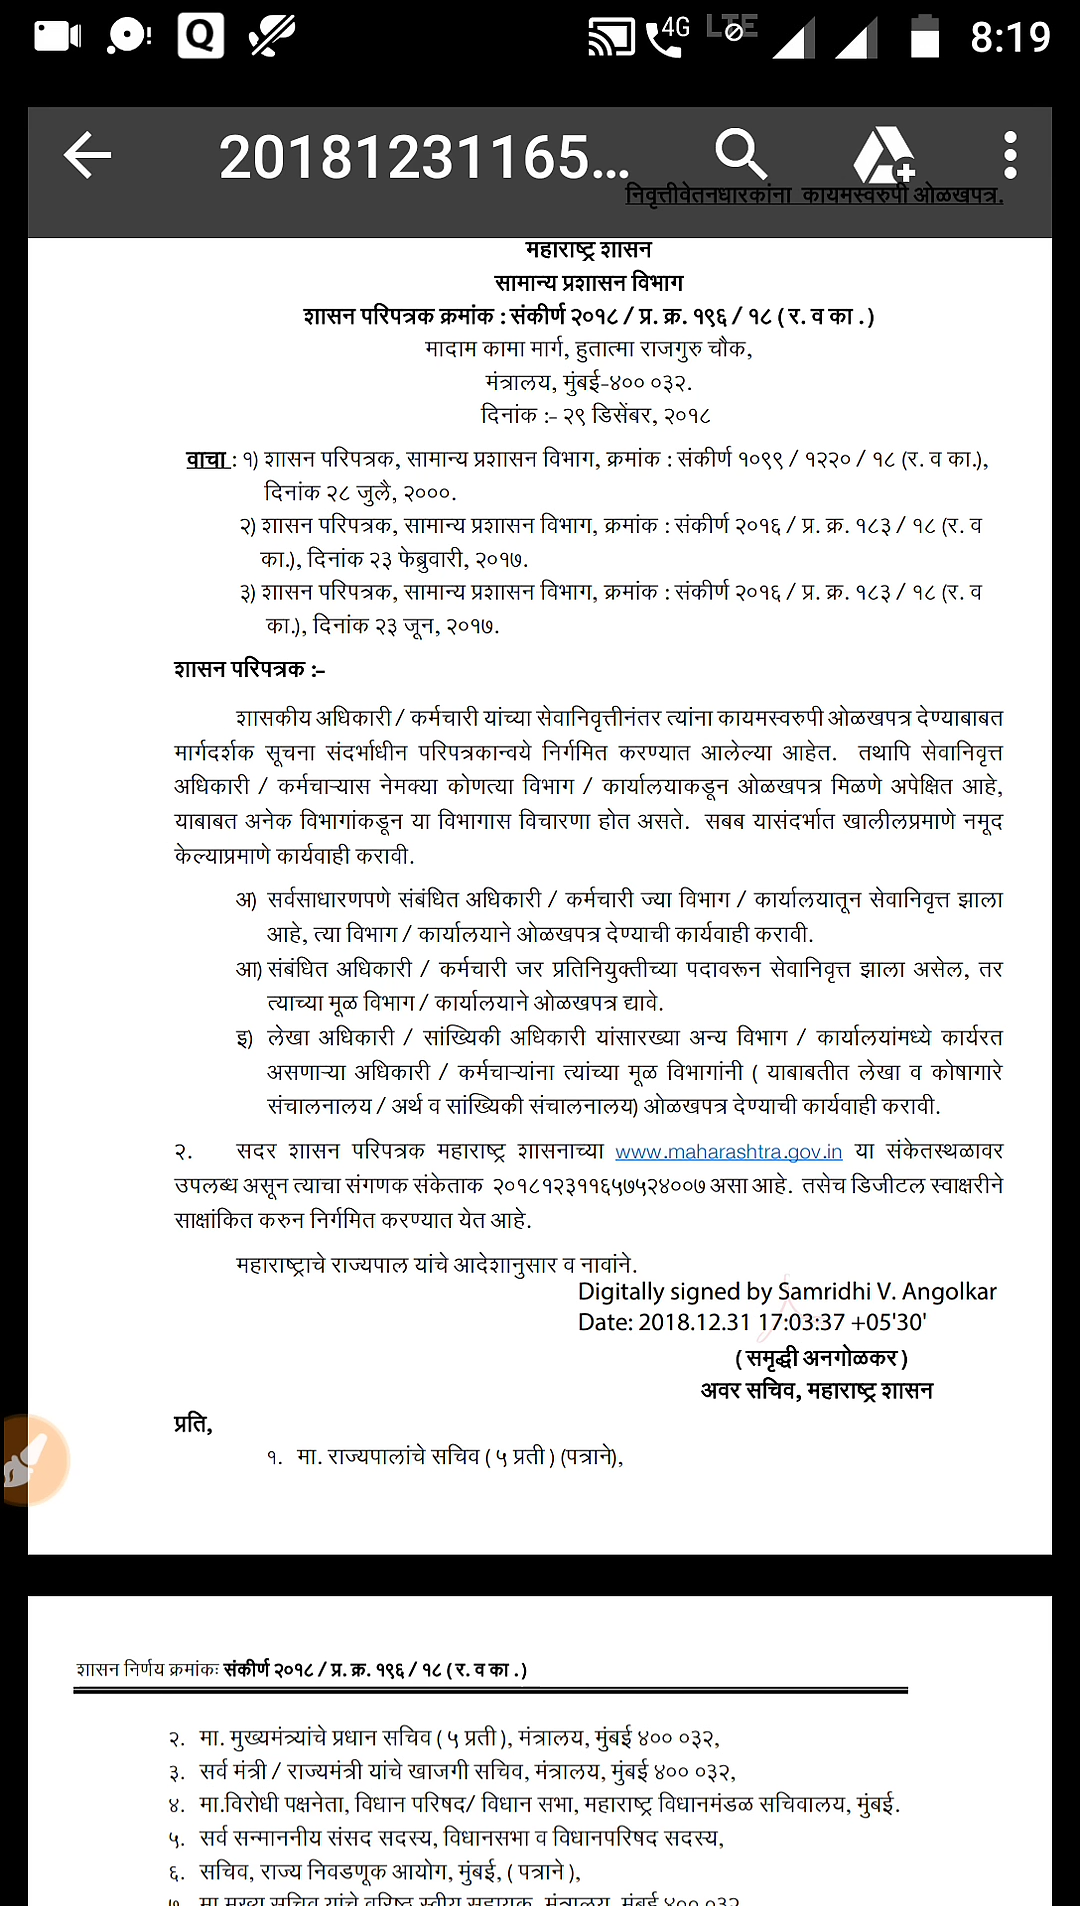 4G LTE 8:19
20181231165...
निवृत्तीवेतनधारकांना कायमस्वरुपी ओळखपत्र.
महाराष्ट्र शासन
सामान्य प्रशासन विभाग
शासन परिपत्रक क्रमांक : संकीर्ण २०१८ / प्र. क्र. १९६ / १८ ( र. व का .)
मादाम कामा मार्ग, हुतात्मा राजगुरु चौक,
मंत्रालय, मुंबई-४०० ०३२.
दिनांक :- २९ डिसेंबर, २०१८
वाचा : १) शासन परिपत्रक, सामान्य प्रशासन विभाग, क्रमांक : संकीर्ण १०९९ / १२२० / १८ (र. व का.),
दिनांक २८ जुलै, २०००.
२) शासन परिपत्रक, सामान्य प्रशासन विभाग, क्रमांक : संकीर्ण २०१६ / प्र. क्र. १८३ / १८ (र. व
का.), दिनांक २३ फेब्रुवारी, २०१७.
३) शासन परिपत्रक, सामान्य प्रशासन विभाग, क्रमांक : संकीर्ण २०१६ / प्र. क्र. १८३ / १८ (र. व
का.), दिनांक २३ जून, २०१७.
शासन परिपत्रक :-
शासकीय अधिकारी / कर्मचारी यांच्या सेवानिवृत्तीनंतर त्यांना कायमस्वरुपी ओळखपत्र देण्याबाबत
मार्गदर्शक सूचना संदर्भाधीन परिपत्रकान्वये निर्गमित करण्यात आलेल्या आहेत. तथापि सेवानिवृत्त
अधिकारी / कर्मचाऱ्यास नेमक्या कोणत्या विभाग / कार्यालयाकडून ओळखपत्र मिळणे अपेक्षित आहे,
याबाबत अनेक विभागांकडून या विभागास विचारणा होत असते. सबब यासंदर्भात खालीलप्रमाणे नमूद
केल्याप्रमाणे कार्यवाही करावी.
अ) सर्वसाधारणपणे संबंधित अधिकारी / कर्मचारी ज्या विभाग / कार्यालयातून सेवानिवृत्त झाला
आहे, त्या विभाग / कार्यालयाने ओळखपत्र देण्याची कार्यवाही करावी.
आ) संबंधित अधिकारी / कर्मचारी जर प्रतिनियुक्तीच्या पदावरून सेवानिवृत्त झाला असेल, तर
त्याच्या मूळ विभाग / कार्यालयाने ओळखपत्र द्यावे.
इ) लेखा अधिकारी / सांख्यिकी अधिकारी यांसारख्या अन्य विभाग / कार्यालयांमध्ये कार्यरत
असणाऱ्या अधिकारी / कर्मचाऱ्यांना त्यांच्या मूळ विभागांनी ( याबाबतीत लेखा व कोषागारे
संचालनालय / अर्थ व सांख्यिकी संचालनालय) ओळखपत्र देण्याची कार्यवाही करावी.
२. सदर शासन परिपत्रक महाराष्ट्र शासनाच्या www.maharashtra.gov.in या संकेतस्थळावर
उपलब्ध असून त्याचा संगणक संकेताक २०१८१२३११६५७५२४००७ असा आहे. तसेच डिजीटल स्वाक्षरीने
साक्षांकित करुन निर्गमित करण्यात येत आहे.
महाराष्ट्राचे राज्यपाल यांचे आदेशानुसार व नावांने.
Digitally signed by Samridhi V. Angolkar
Date: 2018.12.31 17:03:37 +05'30'
( समृद्धी अनगोळकर )
अवर सचिव, महाराष्ट्र शासन
प्रति,
१. मा. राज्यपालांचे सचिव ( ५ प्रती ) (पत्राने),
शासन निर्णय क्रमांकः संकीर्ण २०१८ / प्र. क्र. १९६ / १८ ( र. व का .)
२. मा. मुख्यमंत्र्यांचे प्रधान सचिव ( ५ प्रती ), मंत्रालय, मुंबई ४०० ०३२,
३. सर्व मंत्री / राज्यमंत्री यांचे खाजगी सचिव, मंत्रालय, मुंबई ४०० ०३२,
४. मा.विरोधी पक्षनेता, विधान परिषद/ विधान सभा, महाराष्ट्र विधानमंडळ सचिवालय, मुंबई.
५. सर्व सन्माननीय संसद सदस्य, विधानसभा व विधानपरिषद सदस्य,
६. सचिव, राज्य निवडणूक आयोग, मुंबई, ( पत्राने ),
७ मा मुख्य सचिव यांचे वरिष्ठ स्वीय सहायक, मंत्रालय, मुंबई ४०० ०३२